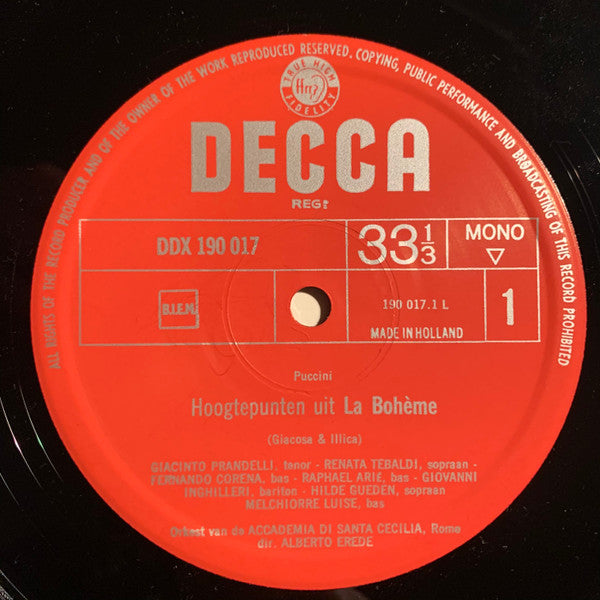 ALL RIGHTS OF THE RECORD PRODUCER AND OF THE OWNER OF THE WORK REPRODUCED RESERVED. COPYING, PUBLIC PERFORMANCE AND BROADCASTING OF THIS RECORD PROHIBITED
TRUE HIGH
FIDELITY
DECCA
REG:
DDX 190 017
33 1/3
MONO
▽
B.I.E.M.
190 017.1 L
1
MADE IN HOLLAND
Puccini
Hoogtepunten uit La Bohème
(Giacosa & Illica)
GIACINTO PRANDELLI, tenor - RENATA TEBALDI, sopraan -
FERNANDO CORENA, bas - RAPHAEL ARIÉ, bas - GIOVANNI
INGHILLERI, bariton - HILDE GUEDEN, sopraan
MELCHIORRE LUISE, bas
Orkest van de ACCADEMIA DI SANTA CECILIA, Rome
dir. ALBERTO EREDE